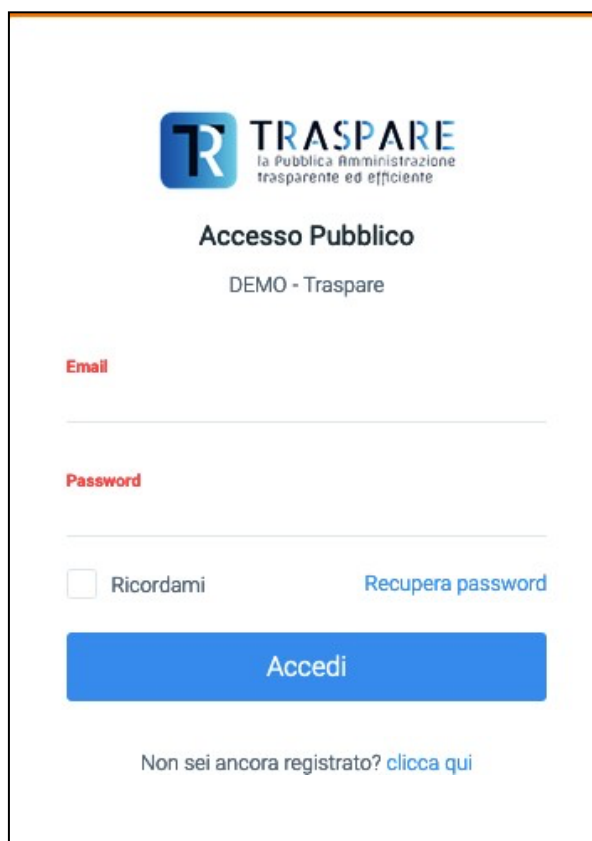 TR TRASPARE
la Pubblica Amministrazione
trasparente ed efficiente
Accesso Pubblico
DEMO - Traspare
Email
Password
Ricordami Recupera password
Accedi
Non sei ancora registrato? clicca qui